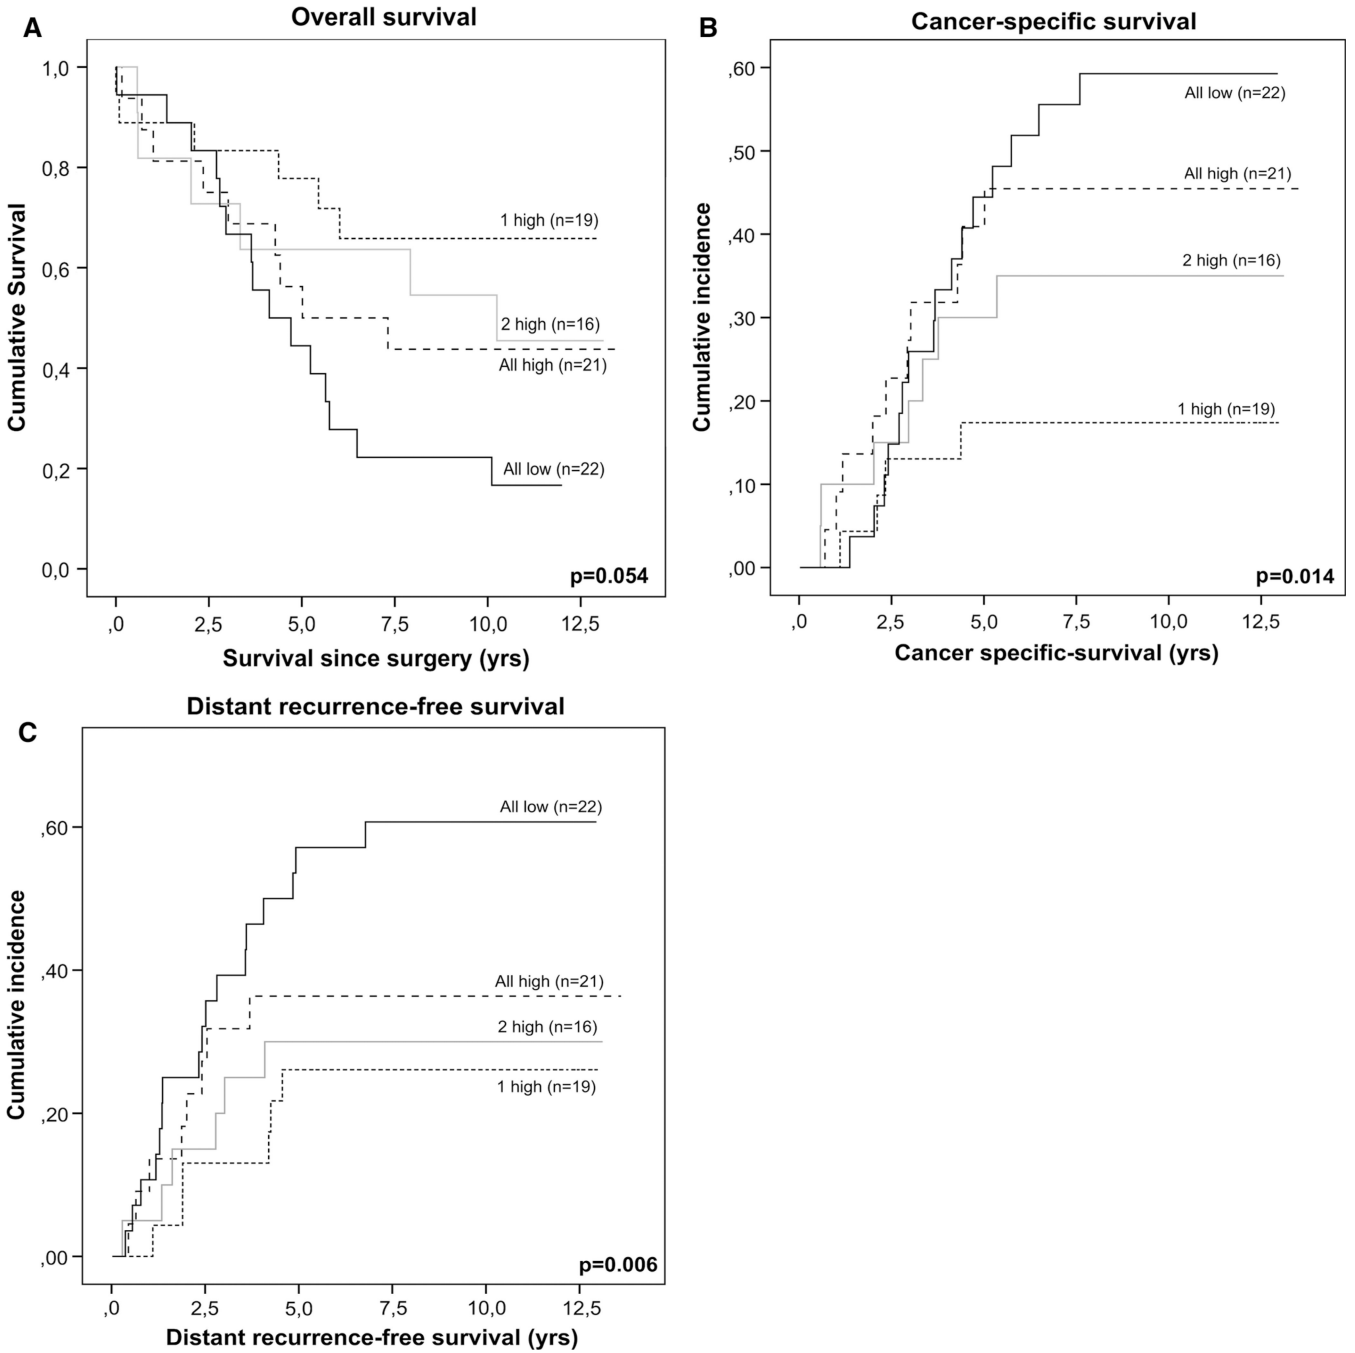 A
Overall survival
1,0
0,8
0,6
0,4
0,2
0,0
Cumulative Survival
1 high (n=19)
2 high (n=16)
All high (n=21)
All low (n=22)
p=0.054
,0 2,5 5,0 7,5 10,0 12,5
Survival since surgery (yrs)
B
Cancer-specific survival
,60
,50
,40
,30
,20
,10
,00
Cumulative incidence
All low (n=22)
All high (n=21)
2 high (n=16)
1 high (n=19)
p=0.014
,0 2,5 5,0 7,5 10,0 12,5
Cancer specific-survival (yrs)
C
Distant recurrence-free survival
,60
,40
,20
,00
Cumulative incidence
All low (n=22)
All high (n=21)
2 high (n=16)
1 high (n=19)
p=0.006
,0 2,5 5,0 7,5 10,0 12,5
Distant recurrence-free survival (yrs)